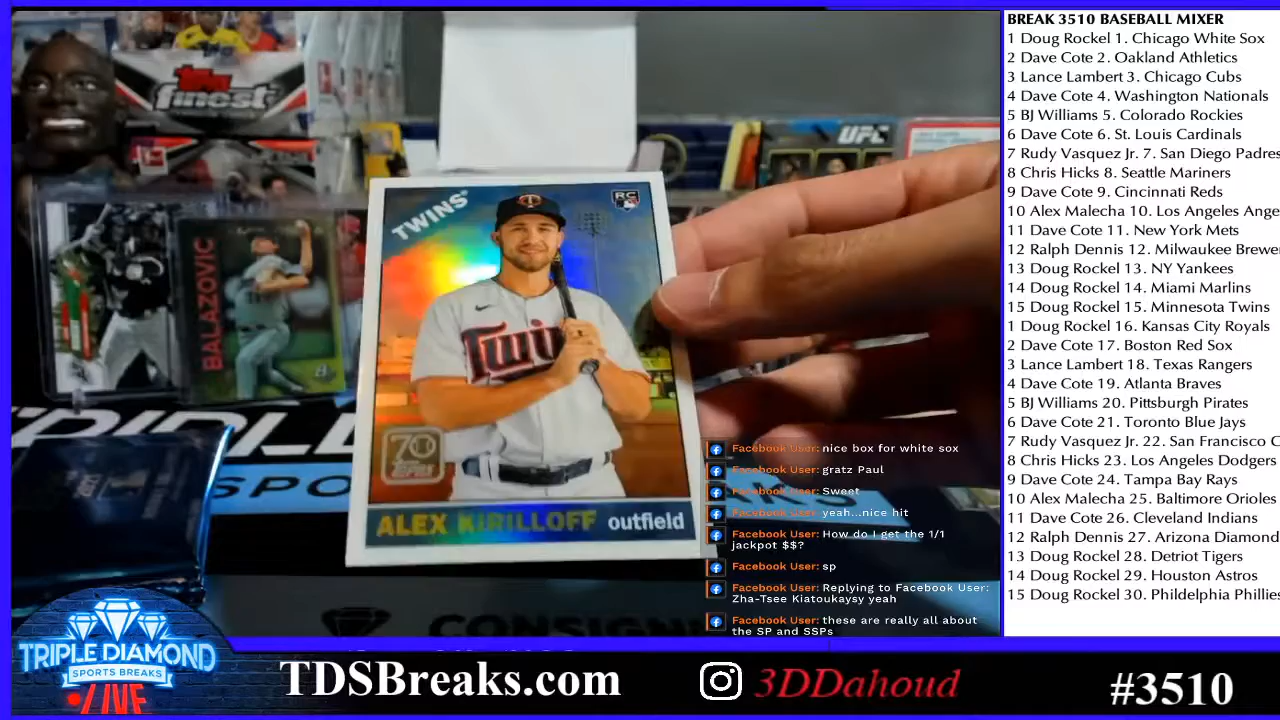 BREAK 3510 BASEBALL MIXER
1 Doug Rockel 1. Chicago White Sox
2 Dave Cote 2. Oakland Athletics
3 Lance Lambert 3. Chicago Cubs
4 Dave Cote 4. Washington Nationals
5 BJ Williams 5. Colorado Rockies
6 Dave Cote 6. St. Louis Cardinals
7 Rudy Vasquez Jr. 7. San Diego Padres
8 Chris Hicks 8. Seattle Mariners
9 Dave Cote 9. Cincinnati Reds
10 Alex Malecha 10. Los Angeles Ange
11 Dave Cote 11. New York Mets
12 Ralph Dennis 12. Milwaukee Brewe
13 Doug Rockel 13. NY Yankees
14 Doug Rockel 14. Miami Marlins
15 Doug Rockel 15. Minnesota Twins
1 Doug Rockel 16. Kansas City Royals
2 Dave Cote 17. Boston Red Sox
3 Lance Lambert 18. Texas Rangers
4 Dave Cote 19. Atlanta Braves
5 BJ Williams 20. Pittsburgh Pirates
6 Dave Cote 21. Toronto Blue Jays
7 Rudy Vasquez Jr. 22. San Francisco C
8 Chris Hicks 23. Los Angeles Dodgers
9 Dave Cote 24. Tampa Bay Rays
10 Alex Malecha 25. Baltimore Orioles
11 Dave Cote 26. Cleveland Indians
12 Ralph Dennis 27. Arizona Diamond
13 Doug Rockel 28. Detriot Tigers
14 Doug Rockel 29. Houston Astros
15 Doug Rockel 30. Phildelphia Phillies
topps
finest
UFC
BALAZOVIC
TWINS
RC
Twin
70
TOPPS
ALEX KIRILLOFF outfield
TRIPLE
SPO
CONSIGN
Facebook User: nice box for white sox
Facebook User: gratz Paul
Facebook User: Sweet
Facebook User: yeah...nice hit
Facebook User: How do I get the 1/1
jackpot $$?
Facebook User: sp
Facebook User: Replying to Facebook User:
Zha-Tsee Kiatoukaysy yeah
Facebook User: these are really all about
the SP and SSPs
TRIPLE DIAMOND
SPORTS BREAKS
LIVE
TDSBreaks.com
3DDahoud
#3510